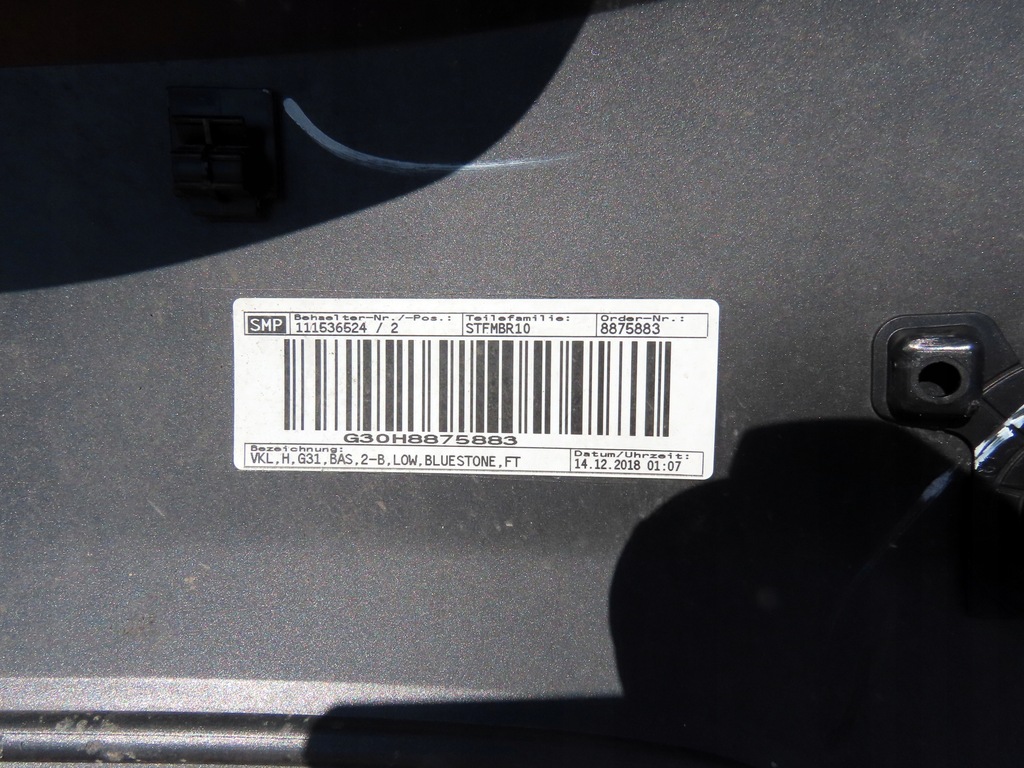 SMP Behaelter-Nr./-Pos.: Teilefamilie: Order-Nr.:
111536524 / 2 STFMBR10 8875883
G30H8875883
Bezeichnung: Datum/Uhrzeit:
VKL,H,G31,BAS,2-B,LOW,BLUESTONE,FT 14.12.2018 01:07